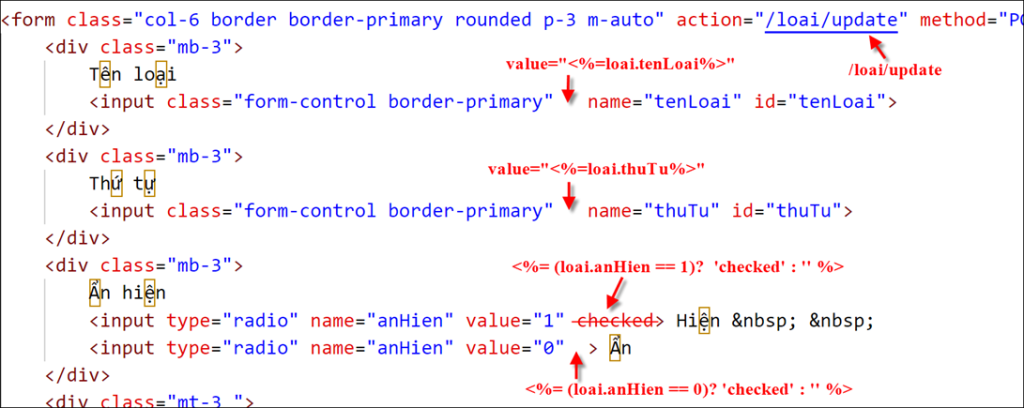 <form class="col-6 border border-primary rounded p-3 m-auto" action="/loai/update" method="PO
<div class="mb-3">
value="<%=loai.tenLoai%>"
/loai/update
Tên loại
<input class="form-control border-primary" name="tenLoai" id="tenLoai">
</div>
<div class="mb-3">
value="<%=loai.thuTu%>"
Thứ tự
<input class="form-control border-primary" name="thuTu" id="thuTu">
</div>
<div class="mb-3">
<%= (loai.anHien == 1)? 'checked' : '' %>
Ẩn hiện
<input type="radio" name="anHien" value="1" checked> Hiện &nbsp; &nbsp;
<input type="radio" name="anHien" value="0" > Ẩn
</div>
<%= (loai.anHien == 0)? 'checked' : '' %>
<div class="mt-3 ">